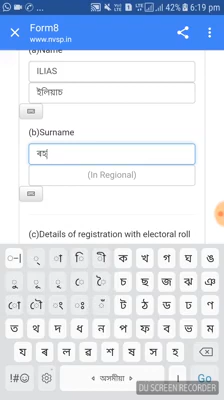 42% 6:19 pm
Form8
www.nvsp.in
(a)Name
ILIAS
ইলিয়াচ
(b)Surname
ৰহ্
(In Regional)
(c)Details of registration with electoral roll
্ া ি ী ক খ গ ঘ ঙ
ু ূ ৃ ে ৈ চ ছ জ ঝ ঞ
ো ৌ ং ঃ ঁ ট ঠ ড ঢ ণ
ত থ দ ধ ন প ফ ব ভ ম
য ৰ ল ৱ শ ষ স হ
!#☺ অসমীয়া । Go
DU SCREEN RECORDER